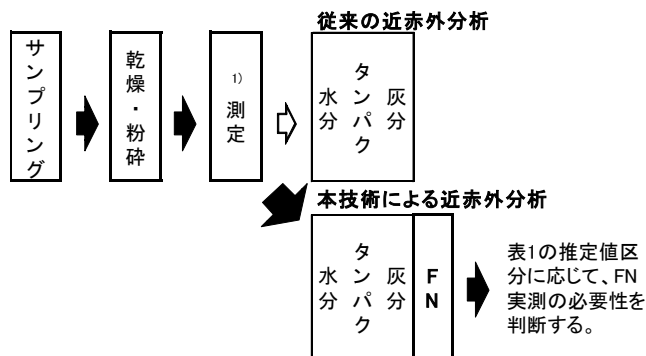 従来の近赤外分析
サンプリング
乾燥・粉砕
1)
測定
水分
タンパク
灰分
本技術による近赤外分析
水分
タンパク
灰分
FN
表1の推定値区
分に応じて、FN
実測の必要性を
判断する。